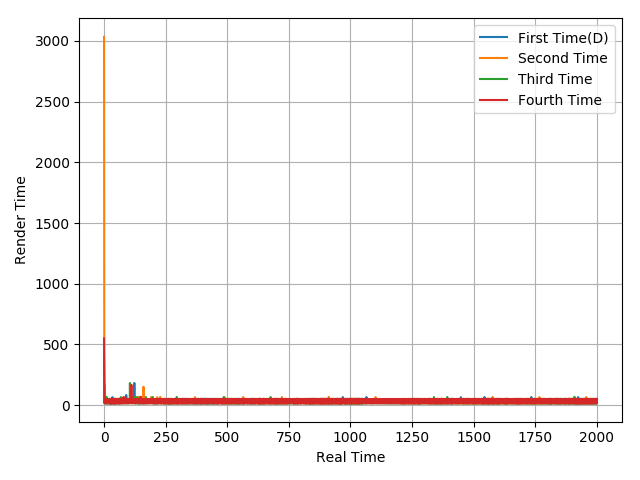 First Time(D)
Second Time
Third Time
Fourth Time
3000
2500
2000
1500
1000
500
0
Render Time
0 250 500 750 1000 1250 1500 1750 2000
Real Time